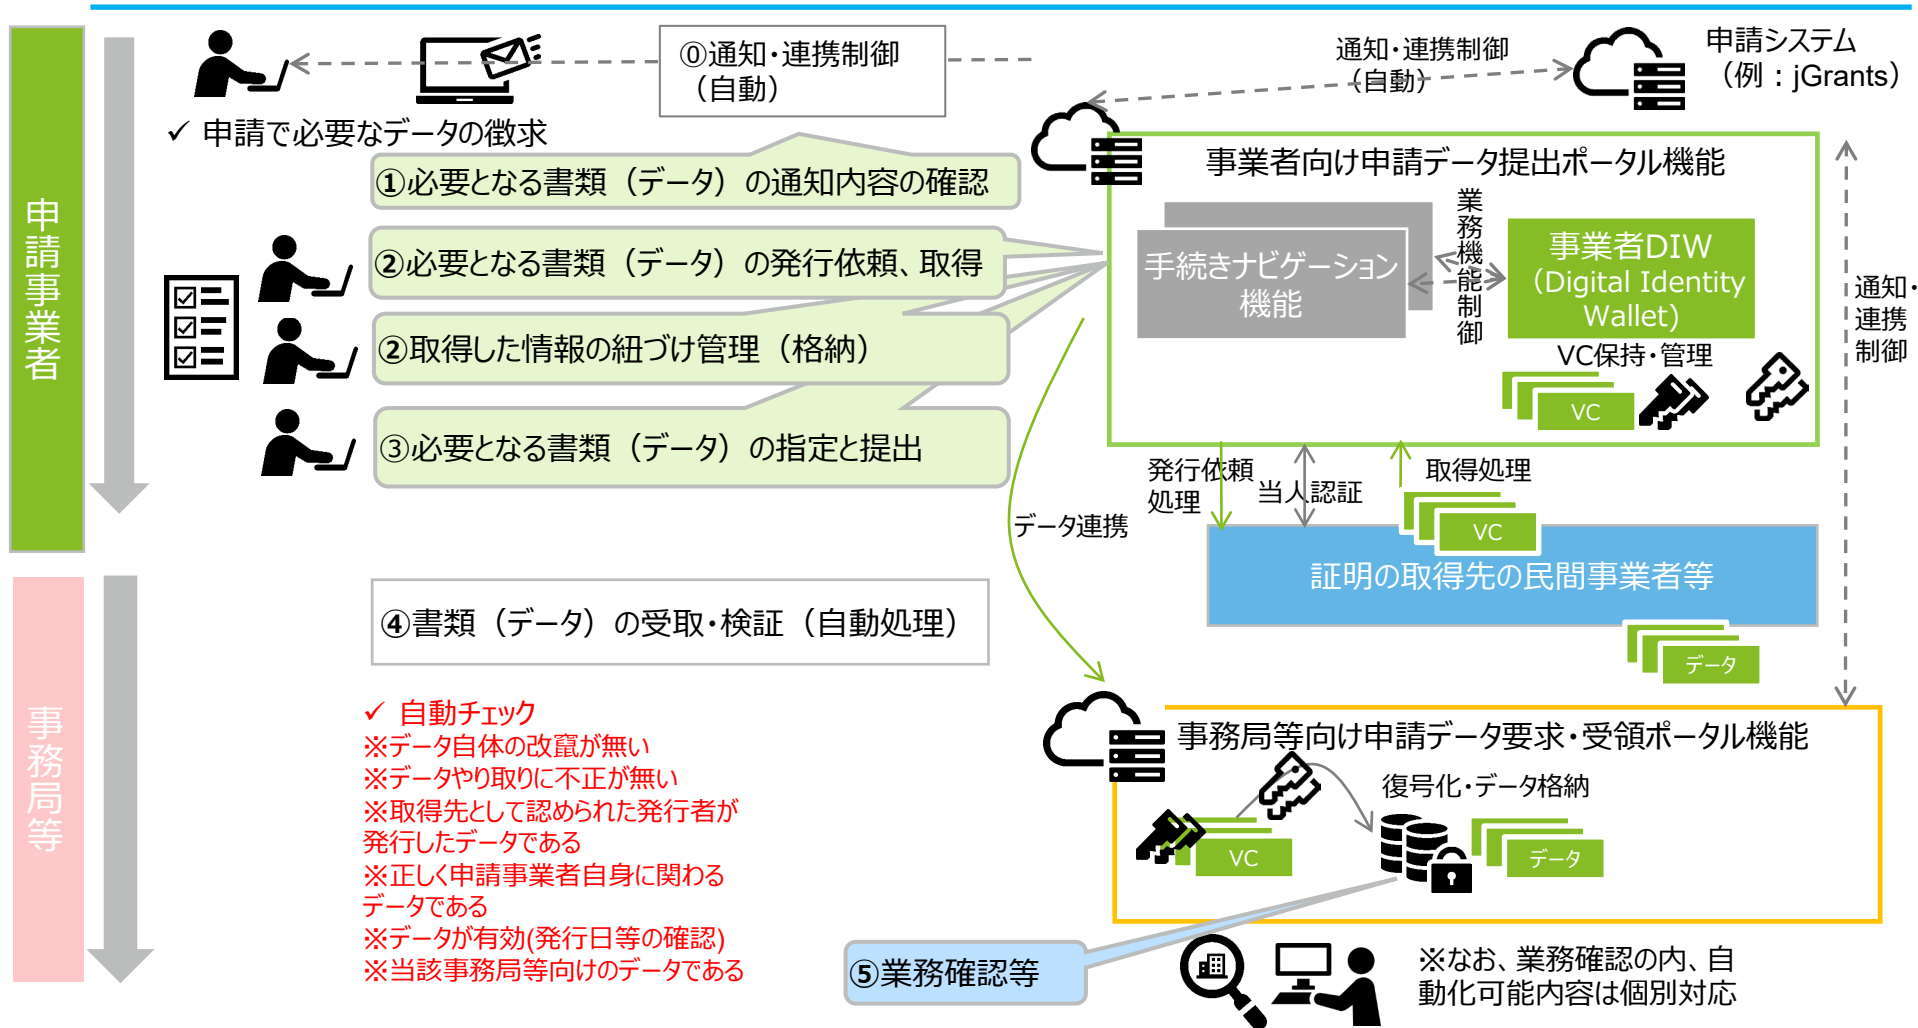 申請事業者
事務局等
⓪通知・連携制御
（自動）
✓ 申請で必要なデータの徴求
①必要となる書類（データ）の通知内容の確認
②必要となる書類（データ）の発行依頼、取得
②取得した情報の紐づけ管理（格納）
③必要となる書類（データ）の指定と提出
④書類（データ）の受取・検証（自動処理）
✓ 自動チェック
※データ自体の改竄が無い
※データやり取りに不正が無い
※取得先として認められた発行者が
発行したデータである
※正しく申請事業者自身に関わる
データである
※データが有効(発行日等の確認)
※当該事務局等向けのデータである
⑤業務確認等
通知・連携制御
（自動）
申請システム
（例：jGrants）
事業者向け申請データ提出ポータル機能
手続きナビゲーション
機能
業務機能制御
事業者DIW
（Digital Identity
Wallet）
VC保持・管理
VC
通知・
連携
制御
発行依頼
処理
当人認証
取得処理
VC
データ連携
証明の取得先の民間事業者等
データ
事務局等向け申請データ要求・受領ポータル機能
復号化・データ格納
VC
データ
※なお、業務確認の内、自
動化可能内容は個別対応